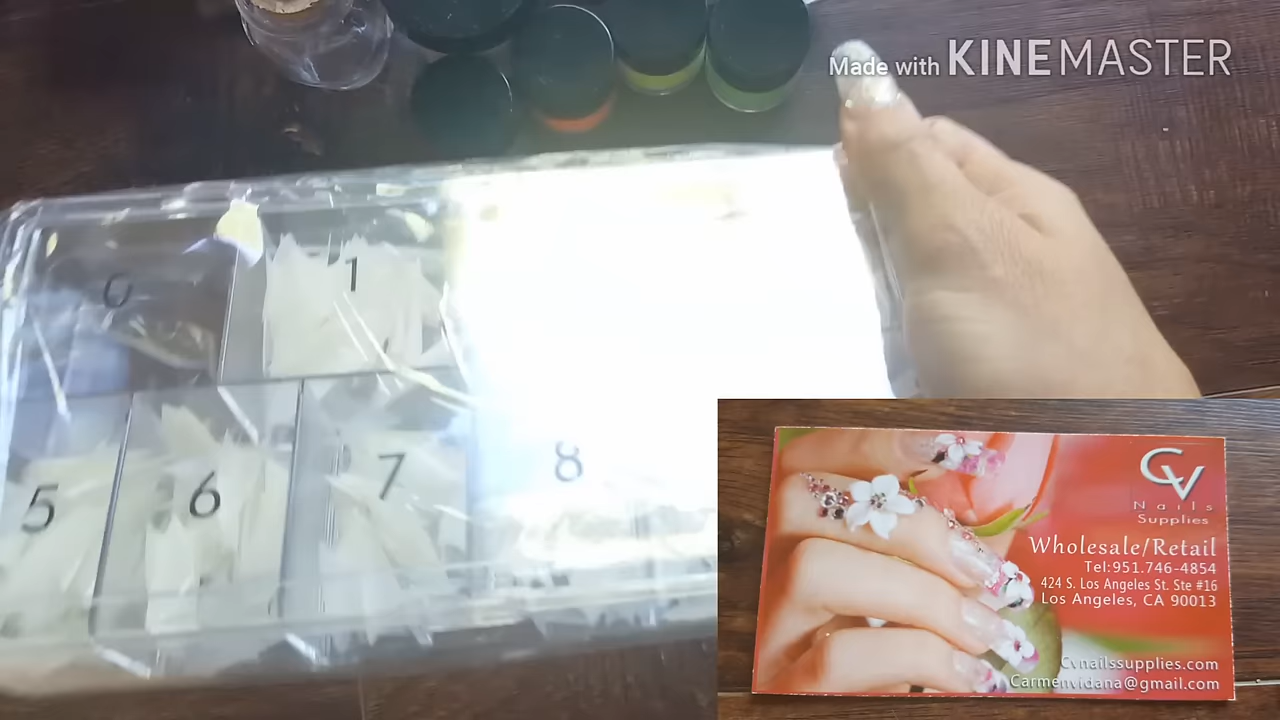 Made with KINEMASTER
0
1
5
6
7
8
CV
Nails
Supplies
Wholesale/Retail
Tel:951.746-4854
424 S. Los Angeles St. Ste #16
Los Angeles, CA 90013
Cvnailssupplies.com
Carmenvidana@gmail.com